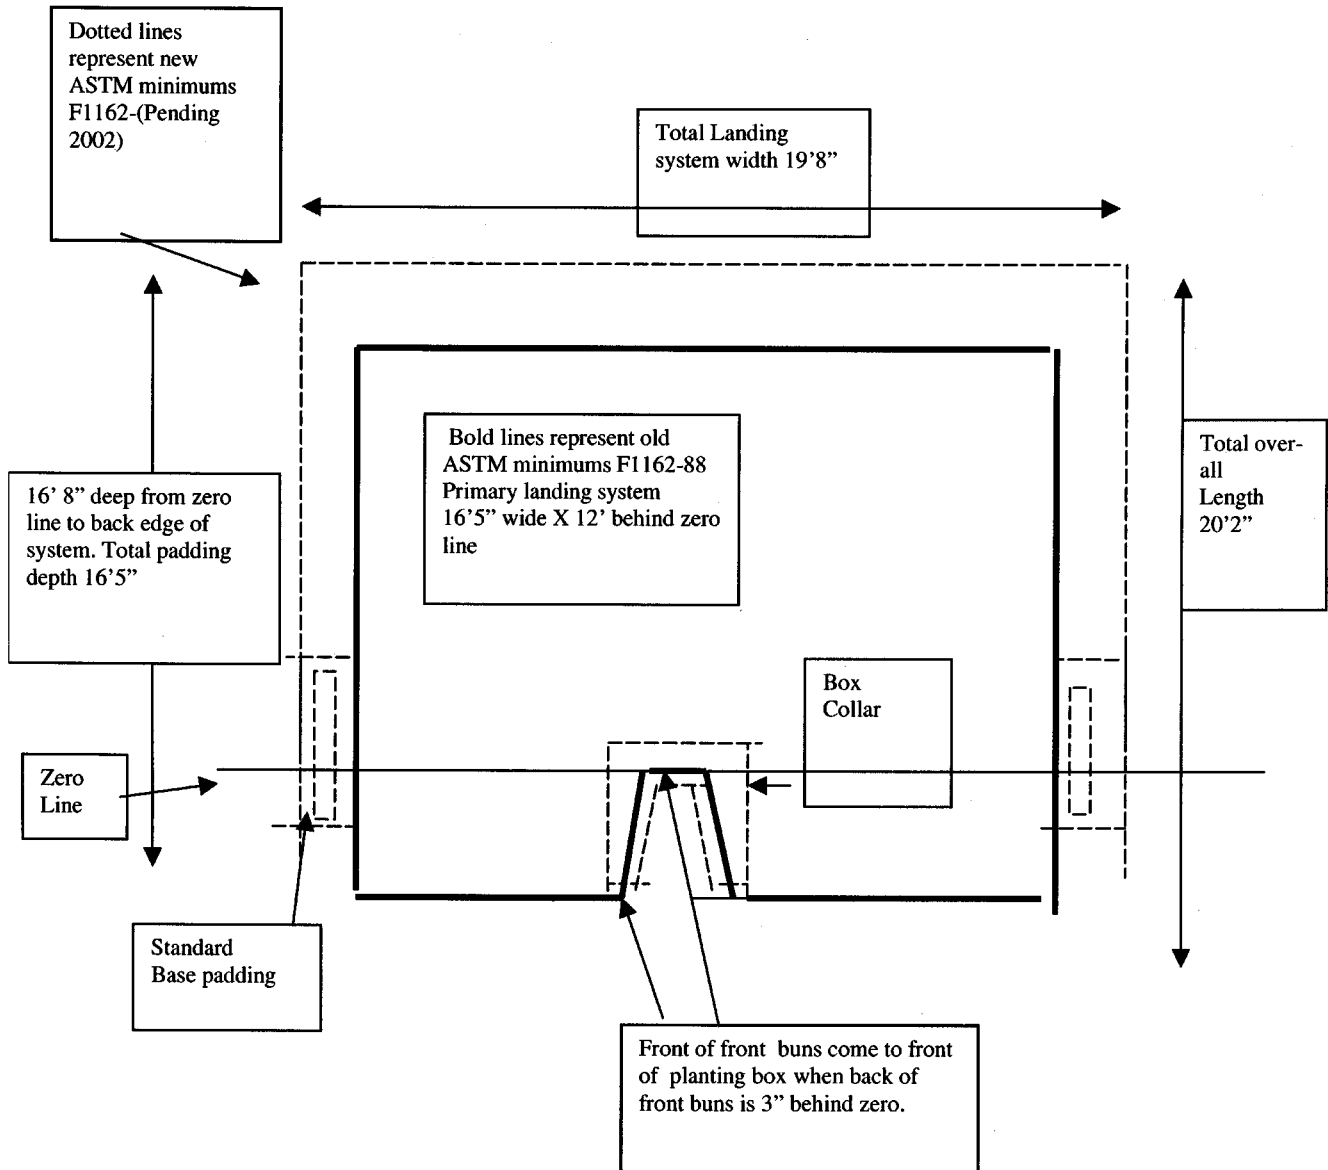 Dotted lines
represent new
ASTM minimums
F1162-(Pending
2002)
Total Landing
system width 19'8”
Bold lines represent old
ASTM minimums F1162-88
Primary landing system
16'5” wide X 12' behind zero
line
Total over-
all
Length
20'2”
16' 8” deep from zero
line to back edge of
system. Total padding
depth 16'5”
Box
Collar
Zero
Line
Standard
Base padding
Front of front buns come to front
of planting box when back of
front buns is 3” behind zero.